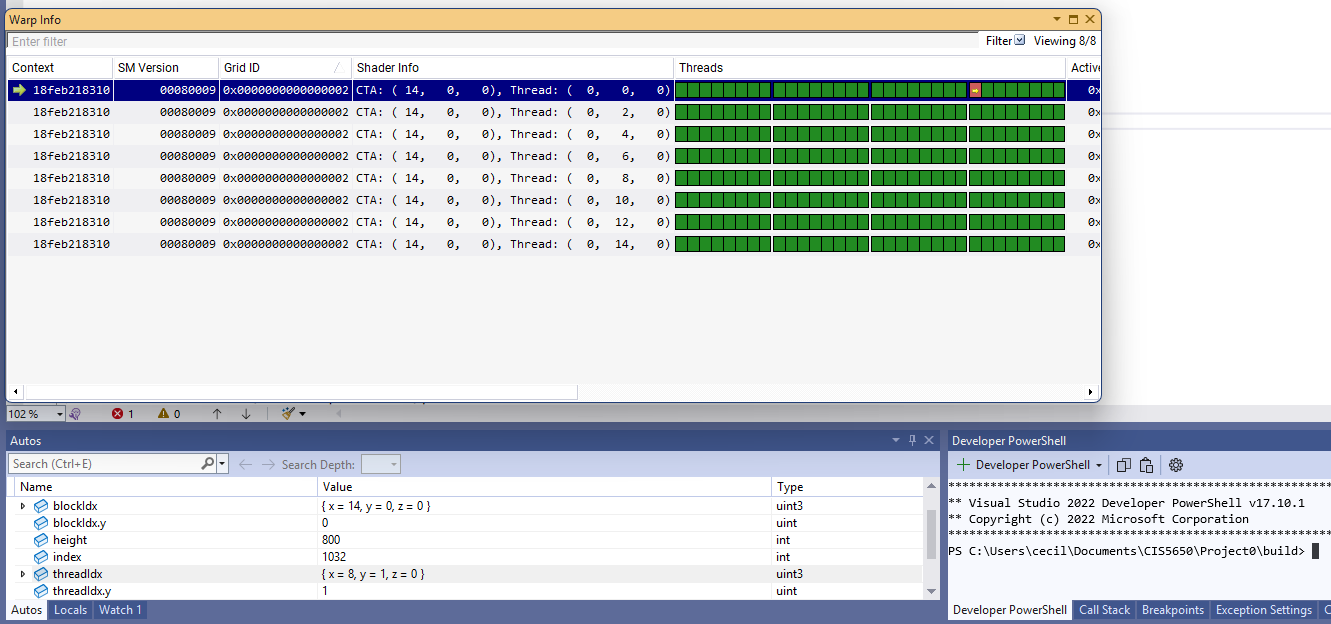 Warp Info
Enter filter Filter Viewing 8/8
Context SM Version Grid ID Shader Info Threads Active
18feb218310 00080009 0x0000000000000002 CTA: ( 14, 0, 0), Thread: ( 0, 0, 0) 0x
18feb218310 00080009 0x0000000000000002 CTA: ( 14, 0, 0), Thread: ( 0, 2, 0) 0x
18feb218310 00080009 0x0000000000000002 CTA: ( 14, 0, 0), Thread: ( 0, 4, 0) 0x
18feb218310 00080009 0x0000000000000002 CTA: ( 14, 0, 0), Thread: ( 0, 6, 0) 0x
18feb218310 00080009 0x0000000000000002 CTA: ( 14, 0, 0), Thread: ( 0, 8, 0) 0x
18feb218310 00080009 0x0000000000000002 CTA: ( 14, 0, 0), Thread: ( 0, 10, 0) 0x
18feb218310 00080009 0x0000000000000002 CTA: ( 14, 0, 0), Thread: ( 0, 12, 0) 0x
18feb218310 00080009 0x0000000000000002 CTA: ( 14, 0, 0), Thread: ( 0, 14, 0) 0x
102 % 1 0
Autos
Search (Ctrl+E) Search Depth:
Name Value Type
blockIdx { x = 14, y = 0, z = 0 } uint3
blockIdx.y 0 uint
height 800 int
index 1032 int
threadIdx { x = 8, y = 1, z = 0 } uint3
threadIdx.y 1 uint
Autos Locals Watch 1
Developer PowerShell
Developer PowerShell
******************************************************
** Visual Studio 2022 Developer PowerShell v17.10.1
** Copyright (c) 2022 Microsoft Corporation
******************************************************
PS C:\Users\cecil\Documents\CIS5650\Project0\build>
Developer PowerShell Call Stack Breakpoints Exception Settings C